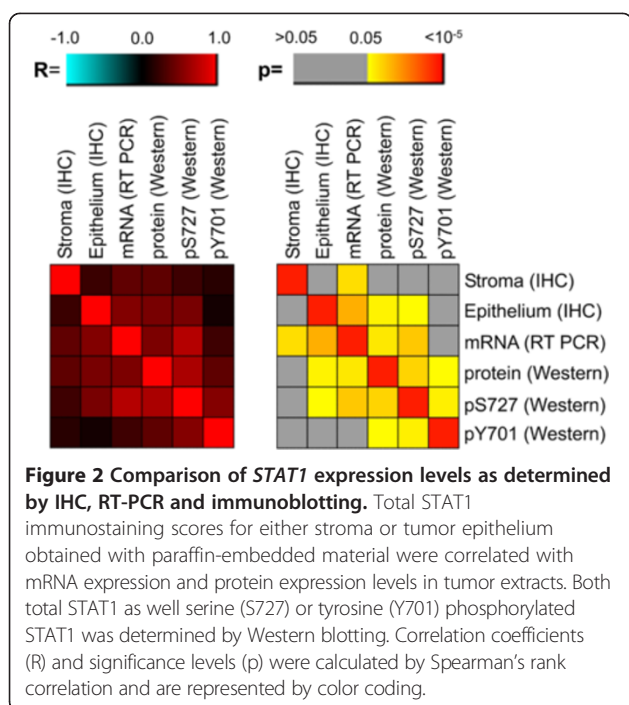 -1.0 0.0 1.0
R=
>0.05 0.05 <10-5
p=
Stroma (IHC)
Epithelium (IHC)
mRNA (RT PCR)
protein (Western)
pS727 (Western)
pY701 (Western)
Stroma (IHC)
Epithelium (IHC)
mRNA (RT PCR)
protein (Western)
pS727 (Western)
pY701 (Western)
Stroma (IHC)
Epithelium (IHC)
mRNA (RT PCR)
protein (Western)
pS727 (Western)
pY701 (Western)
Figure 2 Comparison of STAT1 expression levels as determined
by IHC, RT-PCR and immunoblotting. Total STAT1
immunostaining scores for either stroma or tumor epithelium
obtained with paraffin-embedded material were correlated with
mRNA expression and protein expression levels in tumor extracts. Both
total STAT1 as well serine (S727) or tyrosine (Y701) phosphorylated
STAT1 was determined by Western blotting. Correlation coefficients
(R) and significance levels (p) were calculated by Spearman's rank
correlation and are represented by color coding.